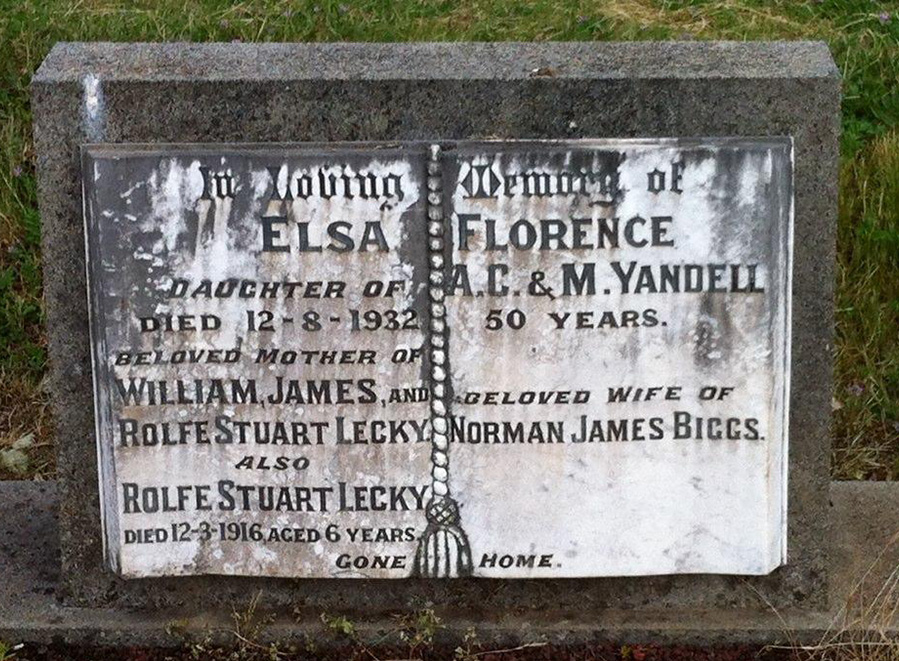 In Loving Memory of
ELSA FLORENCE
DAUGHTER OF A.C. & M. YANDELL
DIED 12-8-1932 50 YEARS.
BELOVED MOTHER OF
WILLIAM, JAMES, AND
ROLFE STUART LECKY.
BELOVED WIFE OF
NORMAN JAMES BIGGS.
ALSO
ROLFE STUART LECKY
DIED 12-3-1916, AGED 6 YEARS.
GONE HOME.